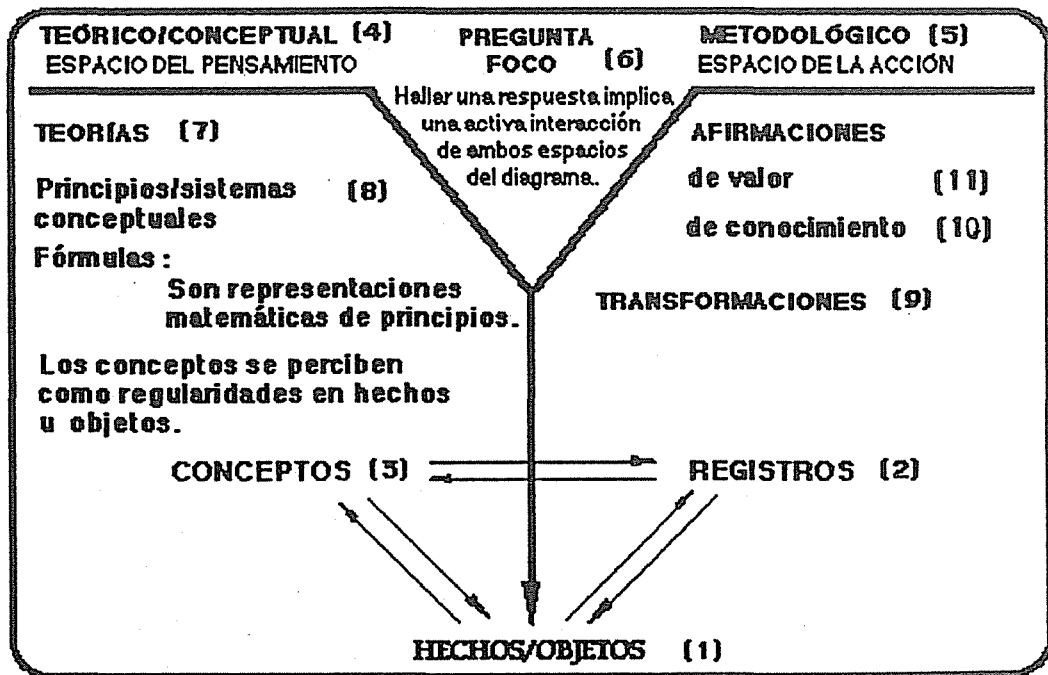 TEÓRICO/CONCEPTUAL (4)
ESPACIO DEL PENSAMIENTO
PREGUNTA
FOCO (6)
METODOLÓGICO (5)
ESPACIO DE LA ACCIÓN
Hallar una respuesta implica
una activa interacción
de ambos espacios
del diagrama.
TEORÍAS (7)
Principios/sistemas (8)
conceptuales
Fórmulas :
Son representaciones
matemáticas de principios.
Los conceptos se perciben
como regularidades en hechos
u objetos.
AFIRMACIONES
de valor (11)
de conocimiento (10)
TRANSFORMACIONES (9)
CONCEPTOS (3)
REGISTROS (2)
HECHOS/OBJETOS (1)